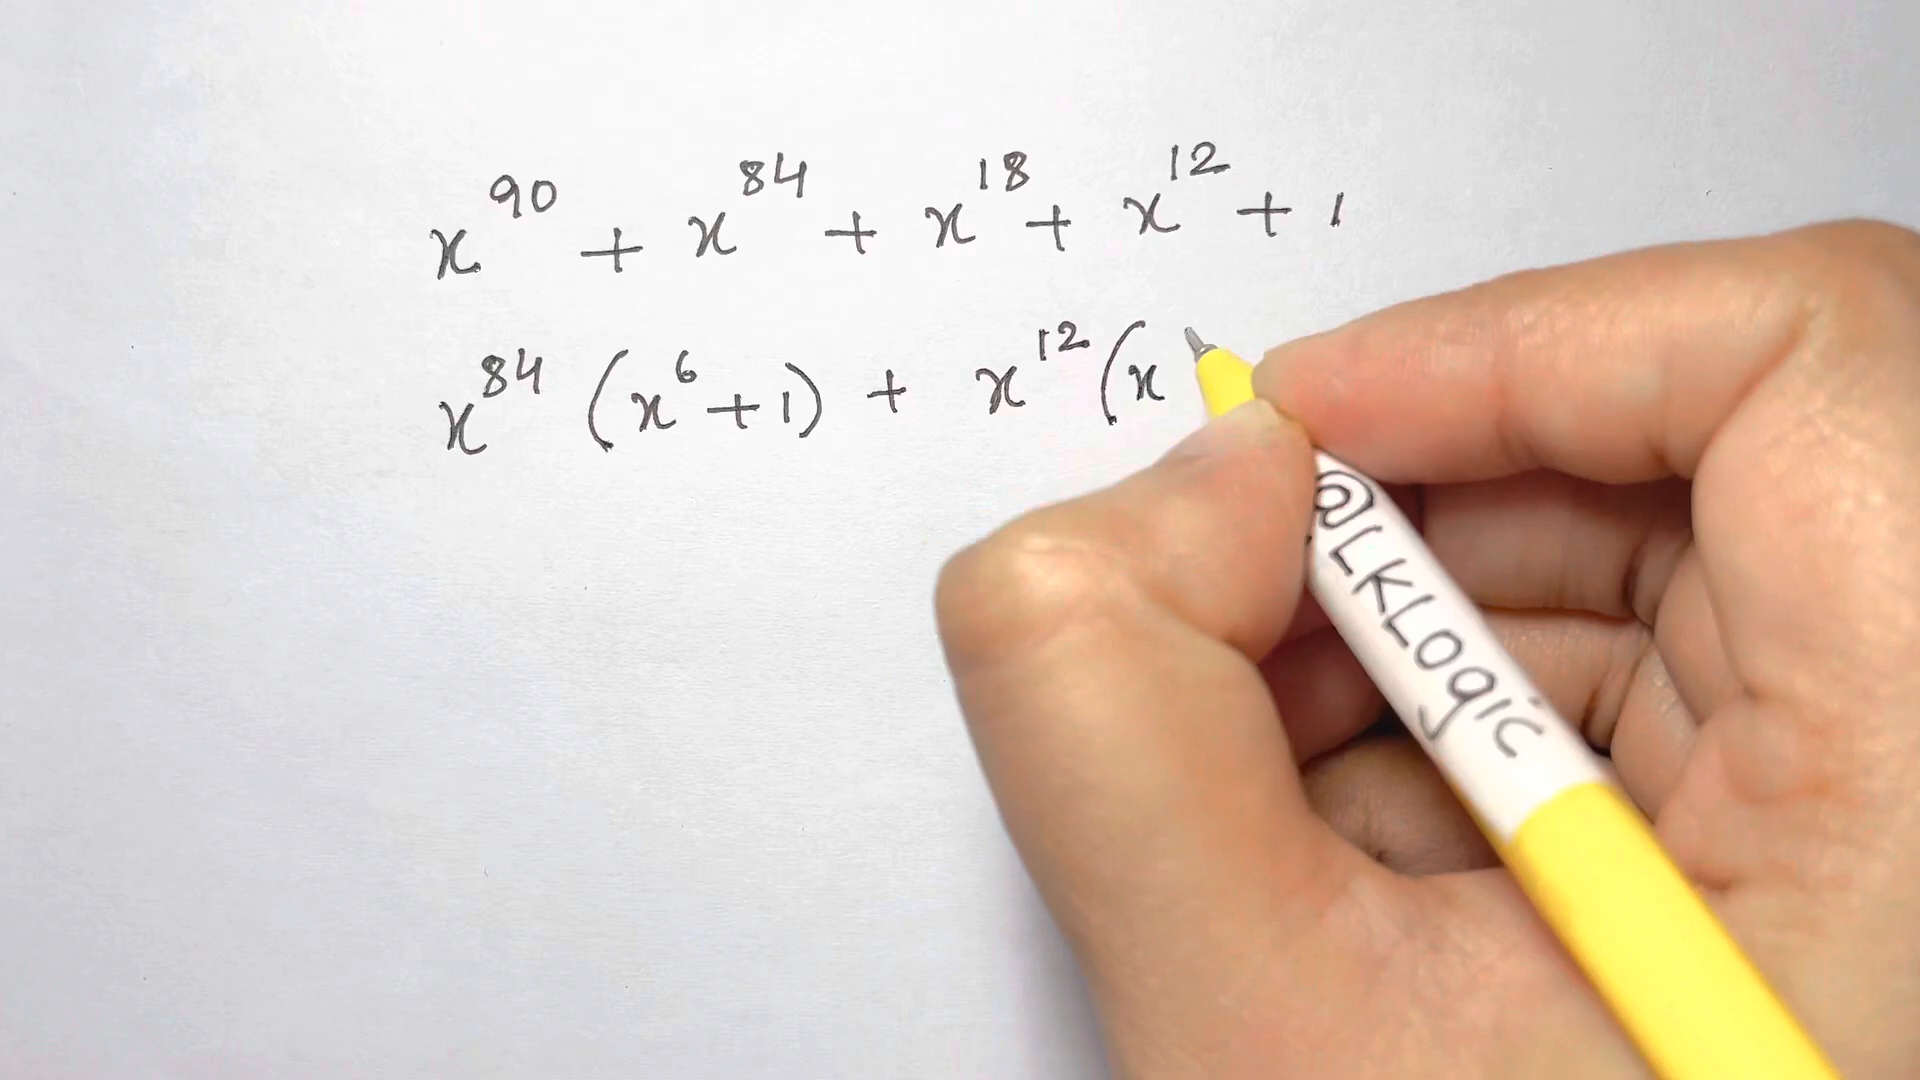 x^90 + x^84 + x^18 + x^12 + 1
x^84 (x^6 + 1) + x^12 (x
@LKLogic